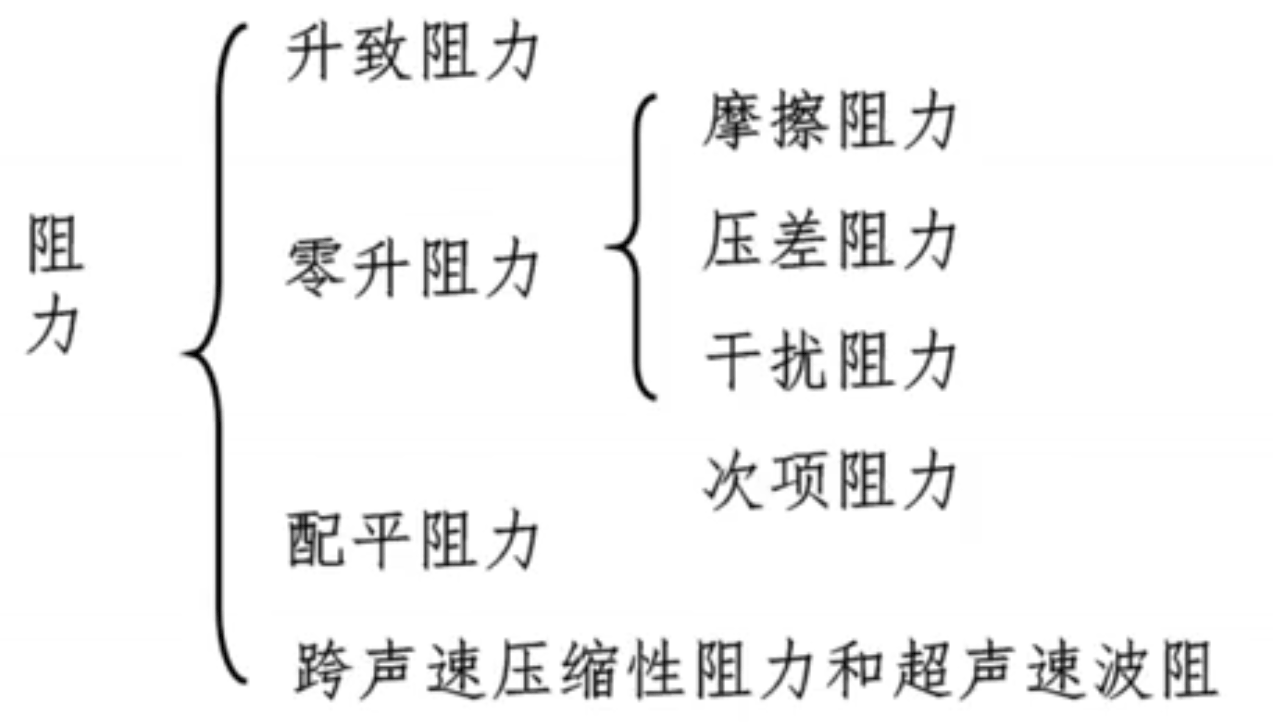 阻力
升致阻力
零升阻力
摩擦阻力
压差阻力
干扰阻力
次项阻力
配平阻力
跨声速压缩性阻力和超声速波阻